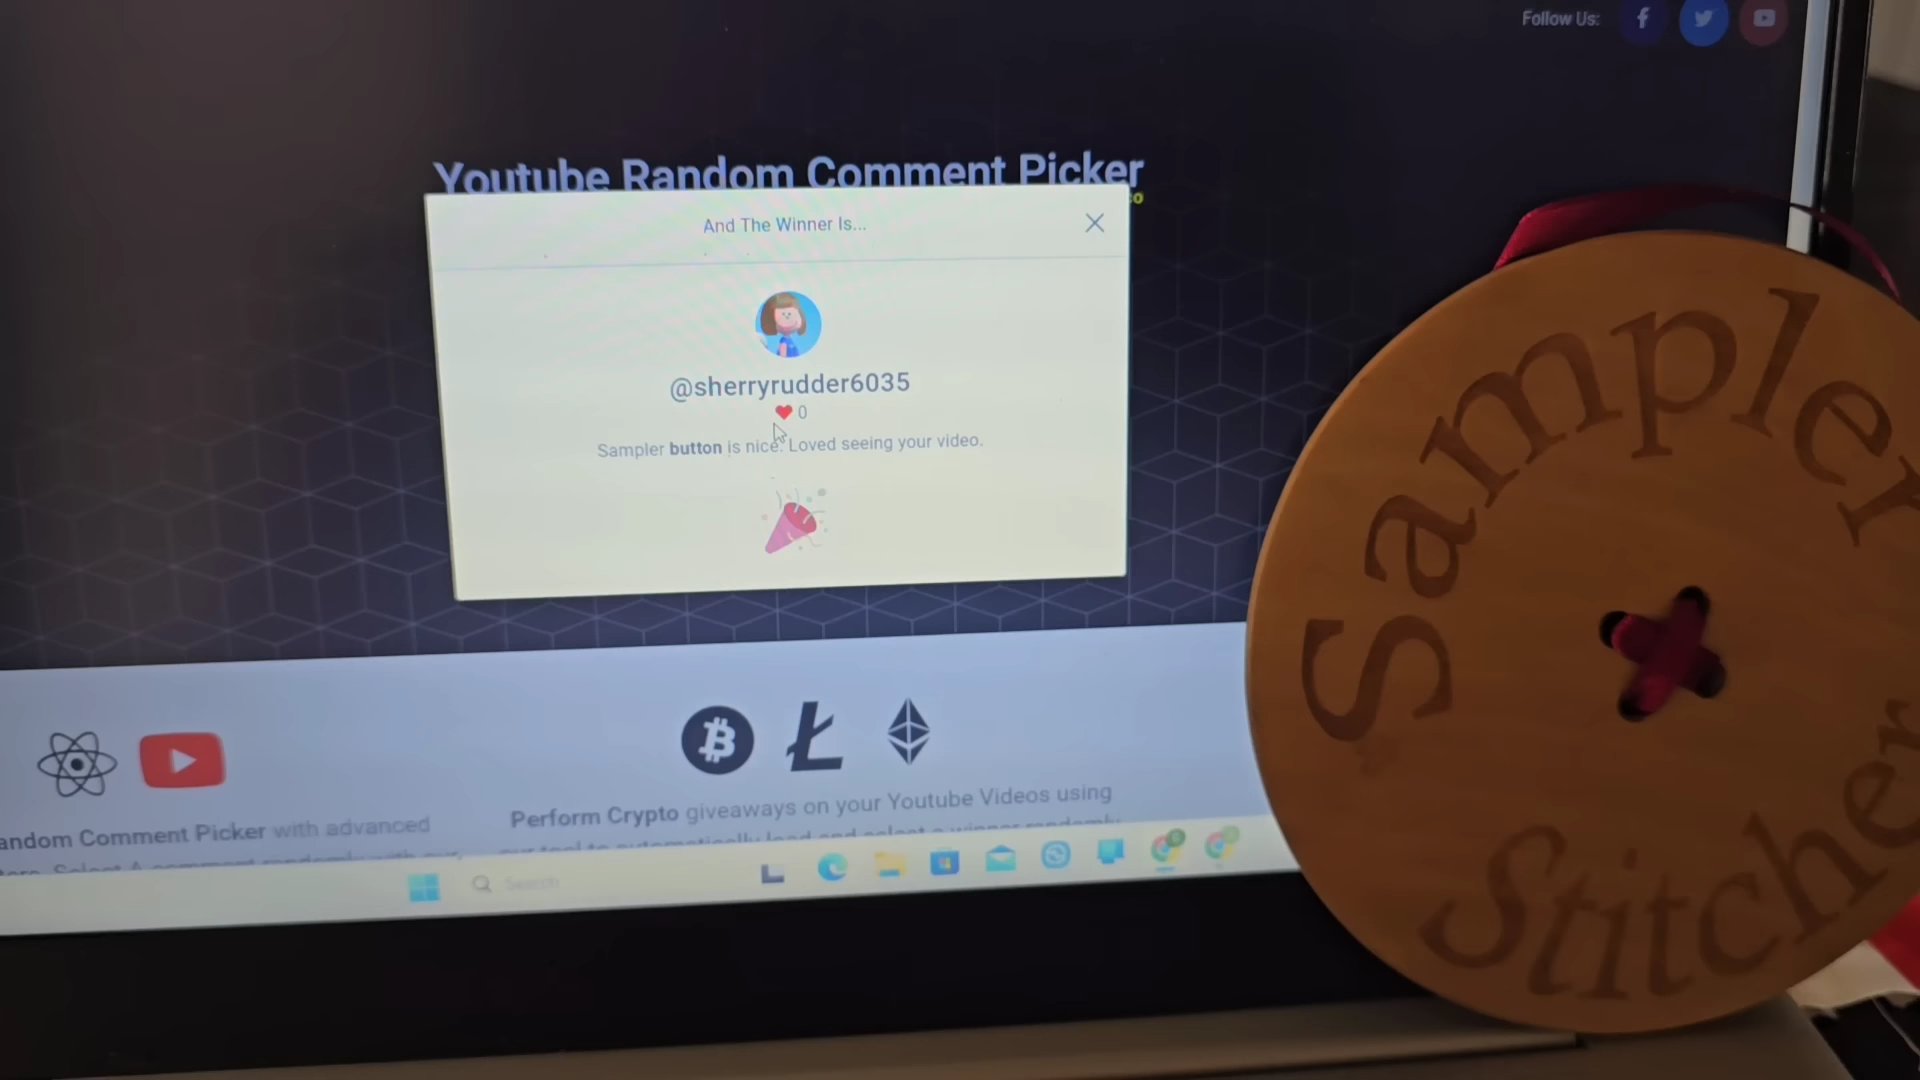 Follow Us:
Youtube Random Comment Picker
And The Winner Is...
@sherryrudder6035
0
Sampler button is nice. Loved seeing your video.
Perform Crypto giveaways on your Youtube Videos using
andom Comment Picker with advanced
Search
Sampler
Stitcher